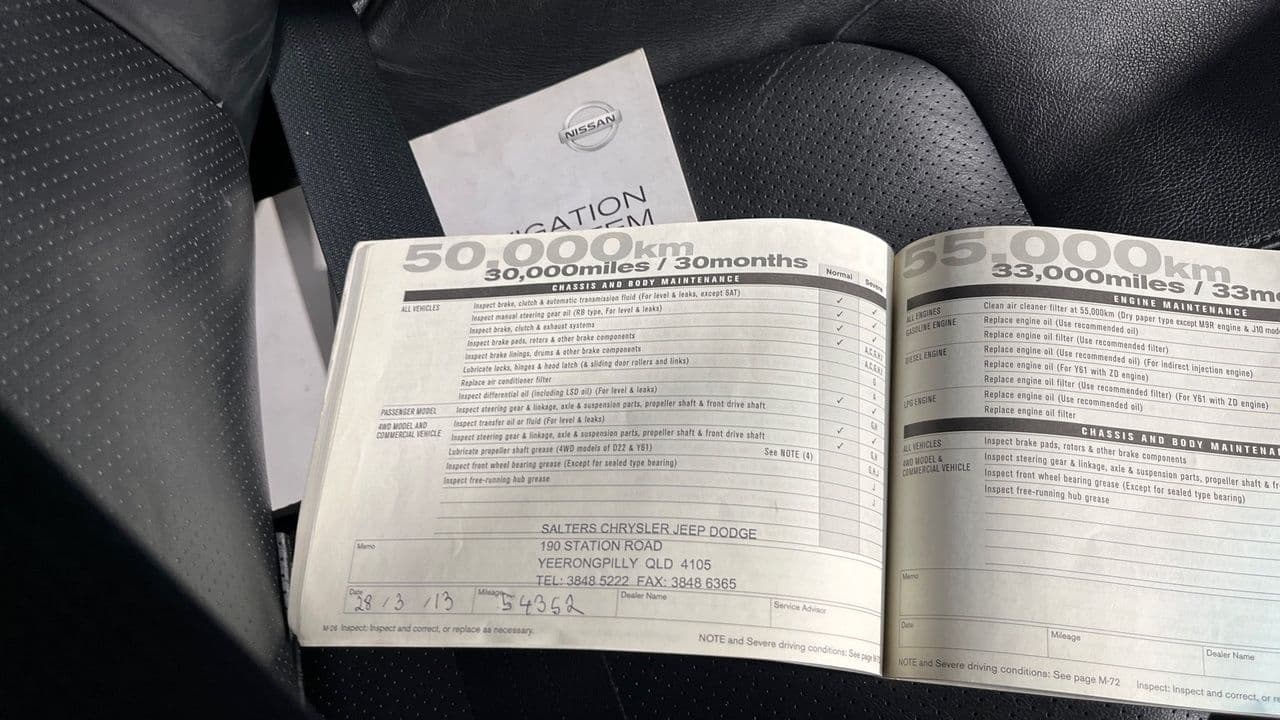 NISSAN
50,000km
30,000miles / 30months
CHASSIS AND BODY MAINTENANCE
Normal
ALL VEHICLES
Inspect brake, clutch & automatic transmission fluid (For level & leaks, except SAT)
Inspect manual steering gear oil (RB type, For level & leaks)
Inspect brake, clutch & exhaust systems
Inspect brake pads, rotors & other brake components
Inspect brake linings, drums & other brake components
Lubricate locks, hinges & hood latch (& sliding door rollers and links)
Replace air conditioner filter
Inspect differential oil (including LSD oil) (For level & leaks)
PASSENGER MODEL
Inspect steering gear & linkage, axle & suspension parts, propeller shaft & front drive shaft
4WD MODEL AND
COMMERCIAL VEHICLE
Inspect transfer oil or fluid (For level & leaks)
Inspect steering gear & linkage, axle & suspension parts, propeller shaft & front drive shaft
Lubricate propeller shaft grease (4WD models of D22 & Y61) See NOTE (4)
Inspect front wheel bearing grease (Except for sealed type bearing)
Inspect free-running hub grease
SALTERS CHRYSLER JEEP DODGE
190 STATION ROAD
YEERONGPILLY QLD 4105
TEL: 3848 5222 FAX: 3848 6365
Memo
Date
28 / 3 / 13
Mileage
54352
Dealer Name
Service Advisor
M-26 Inspect: Inspect and correct, or replace as necessary.
NOTE and Severe driving conditions: See page
55,000km
33,000miles /
ENGINE MAINTENANCE
ALL ENGINES
Clean air cleaner filter at 55,000km (Dry paper type except M9R engine & J10
GASOLINE ENGINE
Replace engine oil (Use recommended oil)
Replace engine oil filter (Use recommended filter)
DIESEL ENGINE
Replace engine oil (Use recommended oil) (For indirect injection engine)
Replace engine oil (For Y61 with ZD engine)
Replace engine oil filter (Use recommended filter) (For Y61 with ZD engine)
LPG ENGINE
Replace engine oil (Use recommended oil)
Replace engine oil filter
CHASSIS AND BODY
ALL VEHICLES
Inspect brake pads, rotors & other brake components
4WD MODEL &
COMMERCIAL VEHICLE
Inspect steering gear & linkage, axle & suspension parts, propeller shaft &
Inspect front wheel bearing grease (Except for sealed type bearing)
Inspect free-running hub grease
Memo
Date
Mileage
Dealer Name
NOTE and Severe driving conditions: See page M-72
Inspect: Inspect and correct, or